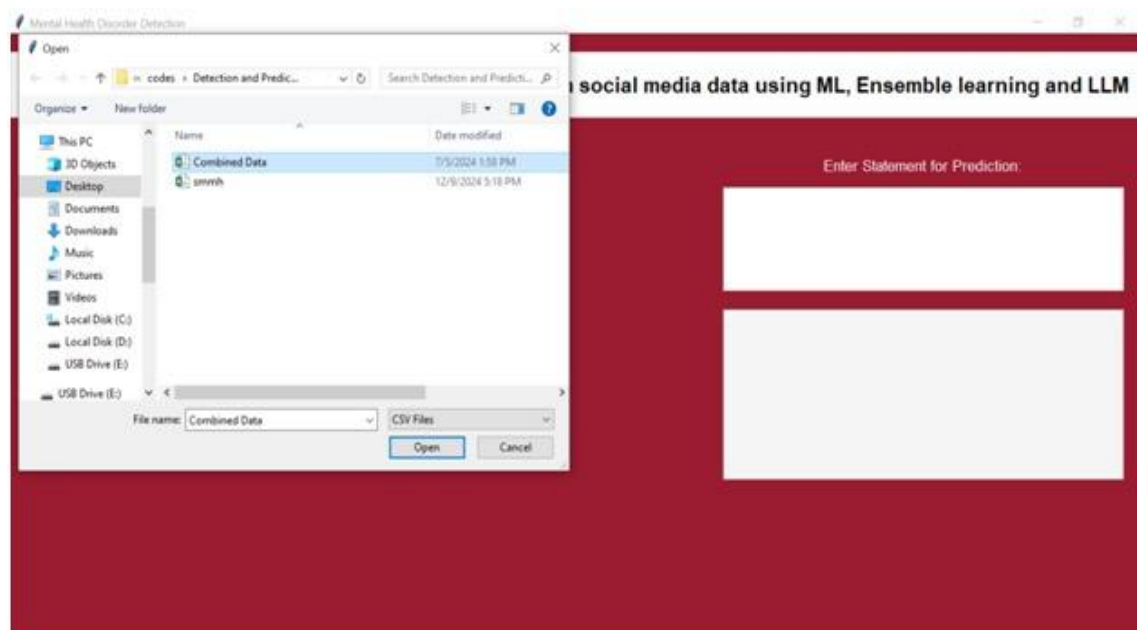 Mental Health Disorder Detection
Open
codes › Detection and Predic...
Search Detection and Predicti...
social media data using ML, Ensemble learning and LLM
Organize
New folder
Name
Date modified
This PC
3D Objects
Desktop
Documents
Downloads
Music
Pictures
Videos
Local Disk (C:)
Local Disk (D:)
USB Drive (E:)
USB Drive (E:)
Combined Data
7/5/2024 1:58 PM
smmh
12/9/2024 5:18 PM
Enter Statement for Prediction:
File name:
Combined Data
CSV Files
Open
Cancel